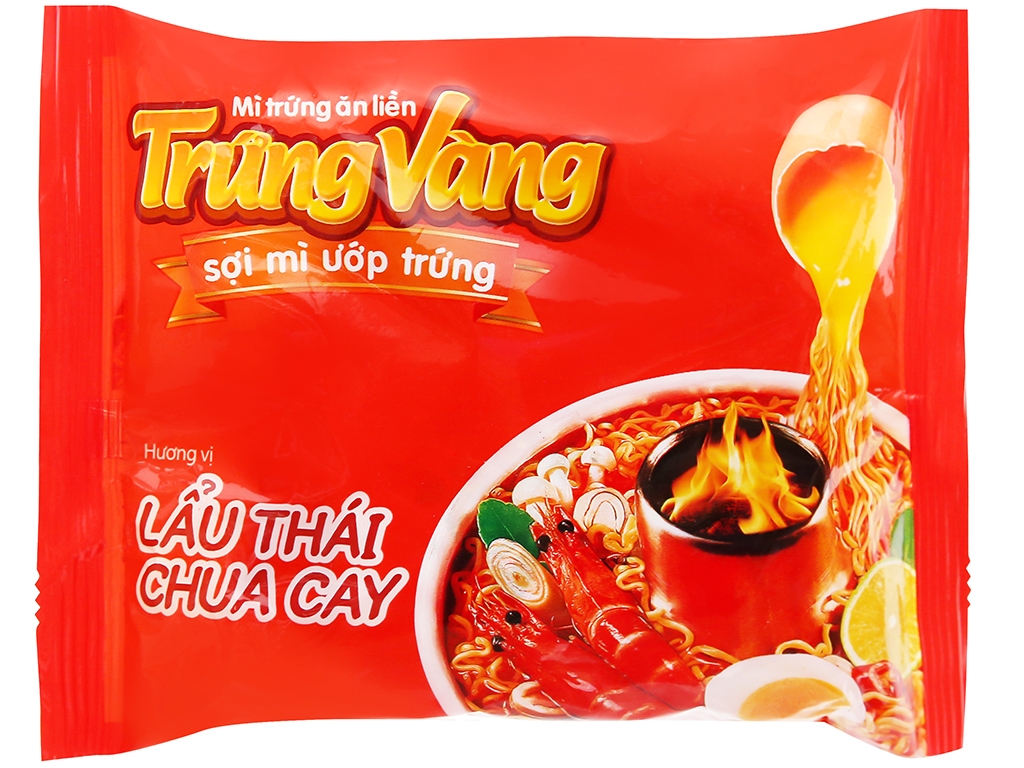 Mì trứng ăn liền
Trứng Vàng
sợi mì ướp trứng
Hương vị
LẨU THÁI
CHUA CAY